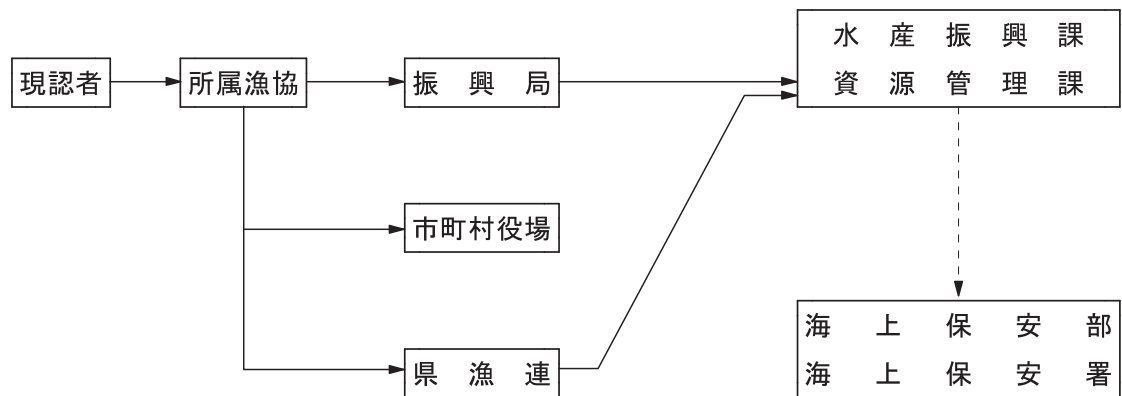 現認者
所属漁協
振興局
水産振興課
資源管理課
市町村役場
県漁連
海上保安部
海上保安署